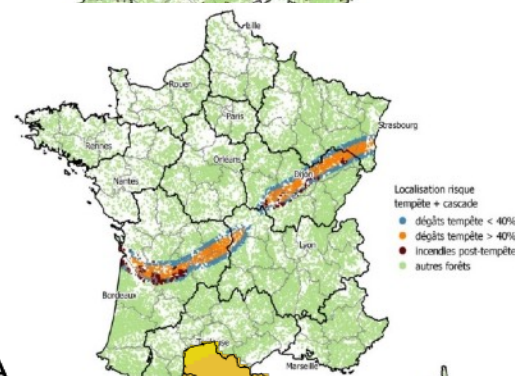 Lille
Rouen
Paris
Strasbourg
Rennes
Orleans
Nantes
Dijon
Localisation risque
tempête + cascade
dégâts tempête < 40%
dégâts tempête > 40%
incendies post-tempête
autres forêts
Lyon
Bordeaux
Marseille
A